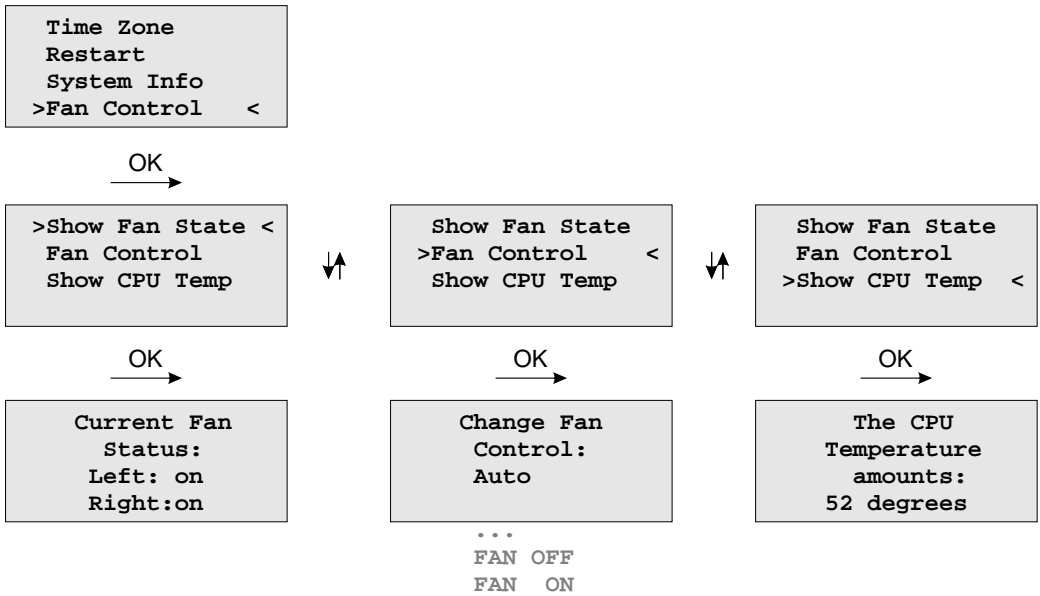 Time Zone
Restart
System Info
>Fan Control <
OK
>Show Fan State <
Fan Control
Show CPU Temp
Show Fan State
>Fan Control <
Show CPU Temp
Show Fan State
Fan Control
>Show CPU Temp <
OK
OK
OK
Current Fan
Status:
Left: on
Right:on
Change Fan
Control:
Auto
...
FAN OFF
FAN ON
The CPU
Temperature
amounts:
52 degrees